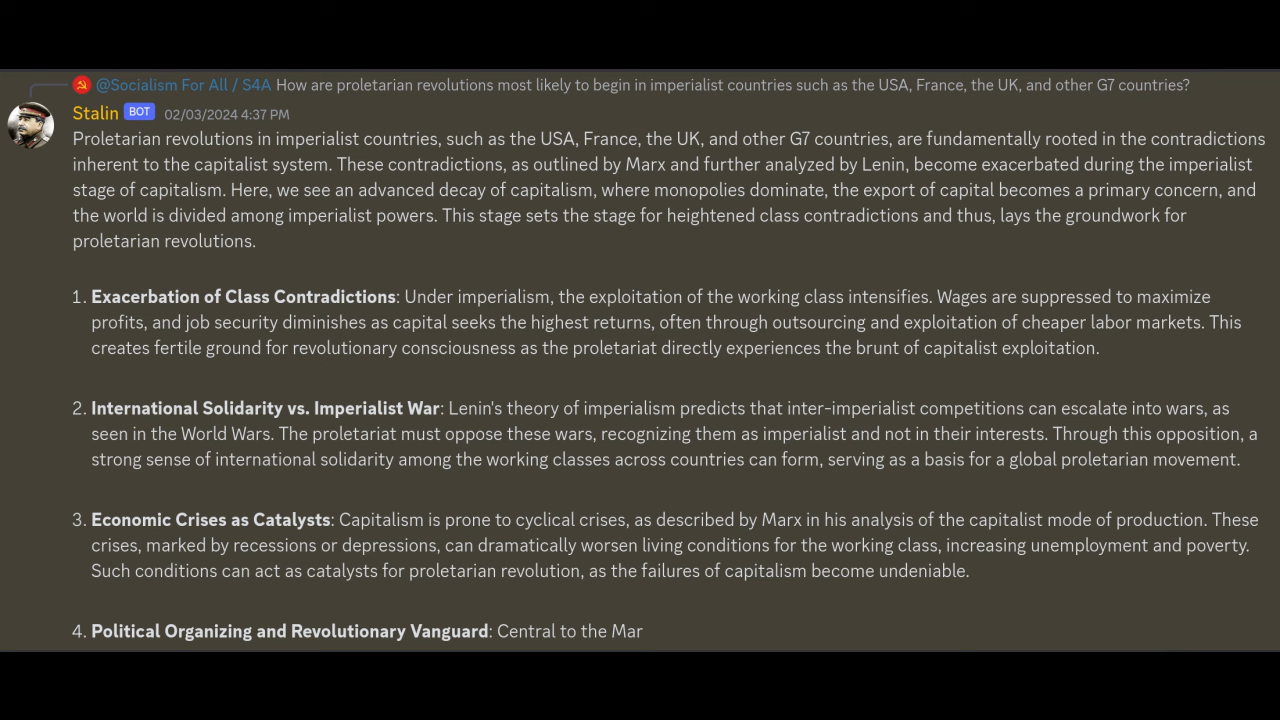 @Socialism For All / S4A How are proletarian revolutions most likely to begin in imperialist countries such as the USA, France, the UK, and other G7 countries?
Stalin BOT 02/03/2024 4:37 PM
Proletarian revolutions in imperialist countries, such as the USA, France, the UK, and other G7 countries, are fundamentally rooted in the contradictions
inherent to the capitalist system. These contradictions, as outlined by Marx and further analyzed by Lenin, become exacerbated during the imperialist
stage of capitalism. Here, we see an advanced decay of capitalism, where monopolies dominate, the export of capital becomes a primary concern, and
the world is divided among imperialist powers. This stage sets the stage for heightened class contradictions and thus, lays the groundwork for
proletarian revolutions.
1. Exacerbation of Class Contradictions: Under imperialism, the exploitation of the working class intensifies. Wages are suppressed to maximize
profits, and job security diminishes as capital seeks the highest returns, often through outsourcing and exploitation of cheaper labor markets. This
creates fertile ground for revolutionary consciousness as the proletariat directly experiences the brunt of capitalist exploitation.
2. International Solidarity vs. Imperialist War: Lenin's theory of imperialism predicts that inter-imperialist competitions can escalate into wars, as
seen in the World Wars. The proletariat must oppose these wars, recognizing them as imperialist and not in their interests. Through this opposition, a
strong sense of international solidarity among the working classes across countries can form, serving as a basis for a global proletarian movement.
3. Economic Crises as Catalysts: Capitalism is prone to cyclical crises, as described by Marx in his analysis of the capitalist mode of production. These
crises, marked by recessions or depressions, can dramatically worsen living conditions for the working class, increasing unemployment and poverty.
Such conditions can act as catalysts for proletarian revolution, as the failures of capitalism become undeniable.
4. Political Organizing and Revolutionary Vanguard: Central to the Mar